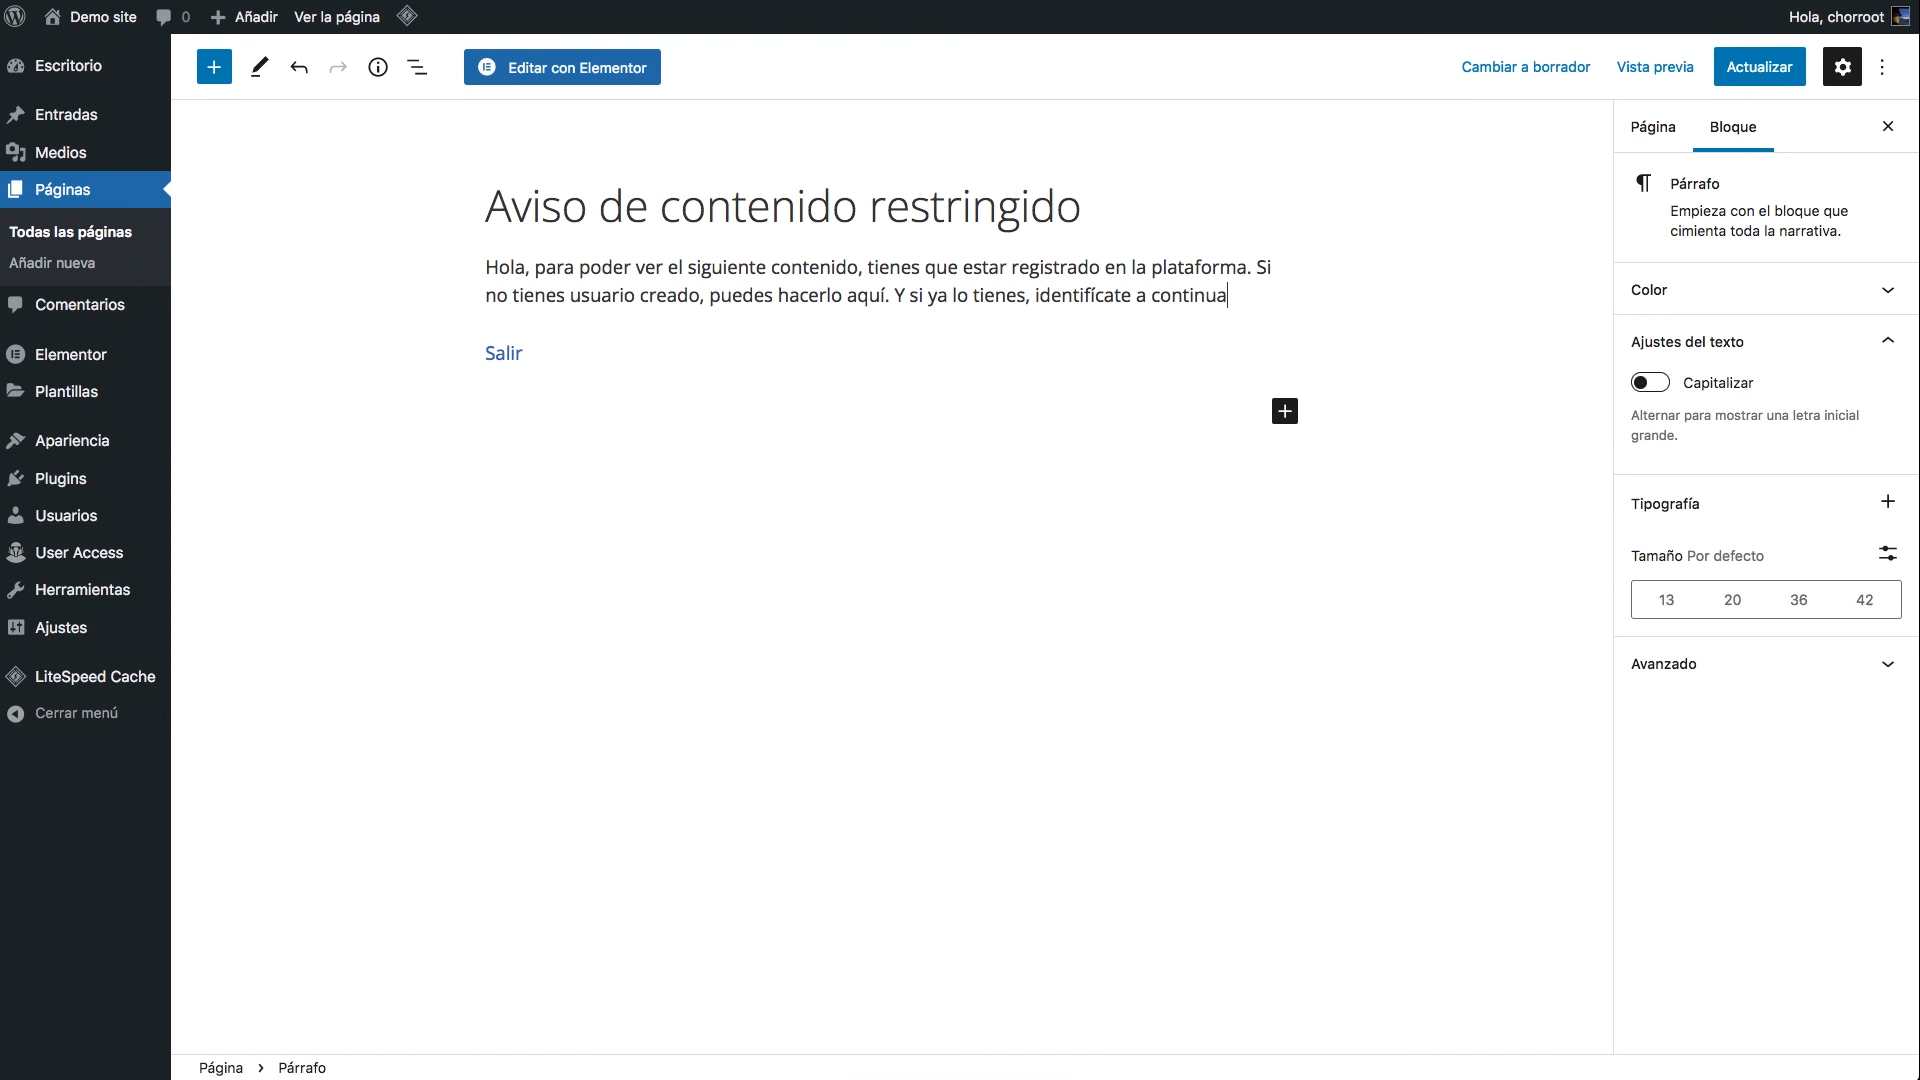 Demo site
0
Añadir
Ver la página
Hola, chorroot
Escritorio
Entradas
Medios
Páginas
Todas las páginas
Añadir nueva
Comentarios
Elementor
Plantillas
Apariencia
Plugins
Usuarios
User Access
Herramientas
Ajustes
LiteSpeed Cache
Cerrar menú
Editar con Elementor
Cambiar a borrador
Vista previa
Actualizar
Aviso de contenido restringido
Hola, para poder ver el siguiente contenido, tienes que estar registrado en la plataforma. Si
no tienes usuario creado, puedes hacerlo aquí. Y si ya lo tienes, identifícate a continua
Salir
Página
Bloque
Párrafo
Empieza con el bloque que
cimienta toda la narrativa.
Color
Ajustes del texto
Capitalizar
Alternar para mostrar una letra inicial
grande.
Tipografía
Tamaño Por defecto
13 20 36 42
Avanzado
Página
Párrafo